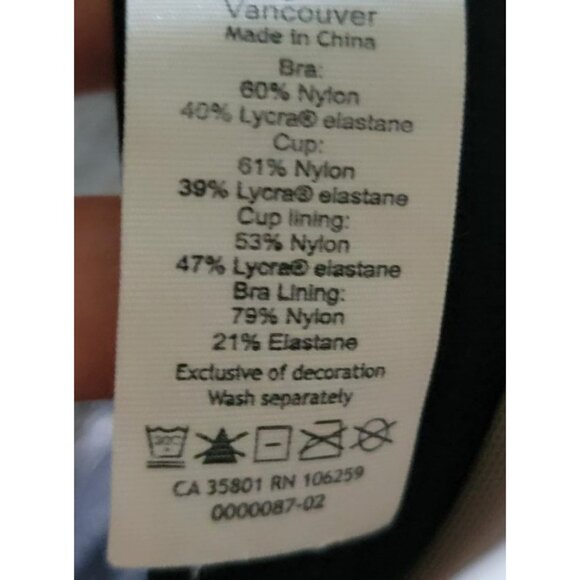 Vancouver
Made in China
Bra:
60% Nylon
40% Lycra® elastane
Cup:
61% Nylon
39% Lycra® elastane
Cup lining:
53% Nylon
47% Lycra® elastane
Bra Lining:
79% Nylon
21% Elastane
Exclusive of decoration
Wash separately
30C
CA 35801 RN 106259
0000087-02